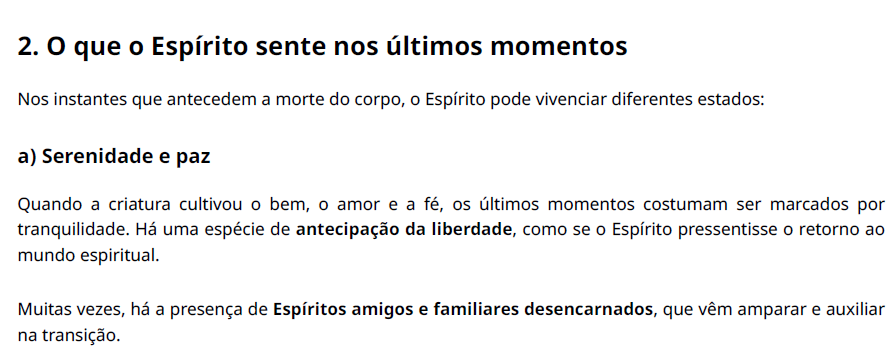 2. O que o Espírito sente nos últimos momentos
Nos instantes que antecedem a morte do corpo, o Espírito pode vivenciar diferentes estados:
a) Serenidade e paz
Quando a criatura cultivou o bem, o amor e a fé, os últimos momentos costumam ser marcados por
tranquilidade. Há uma espécie de antecipação da liberdade, como se o Espírito pressentisse o retorno ao
mundo espiritual.
Muitas vezes, há a presença de Espíritos amigos e familiares desencarnados, que vêm amparar e auxiliar
na transição.